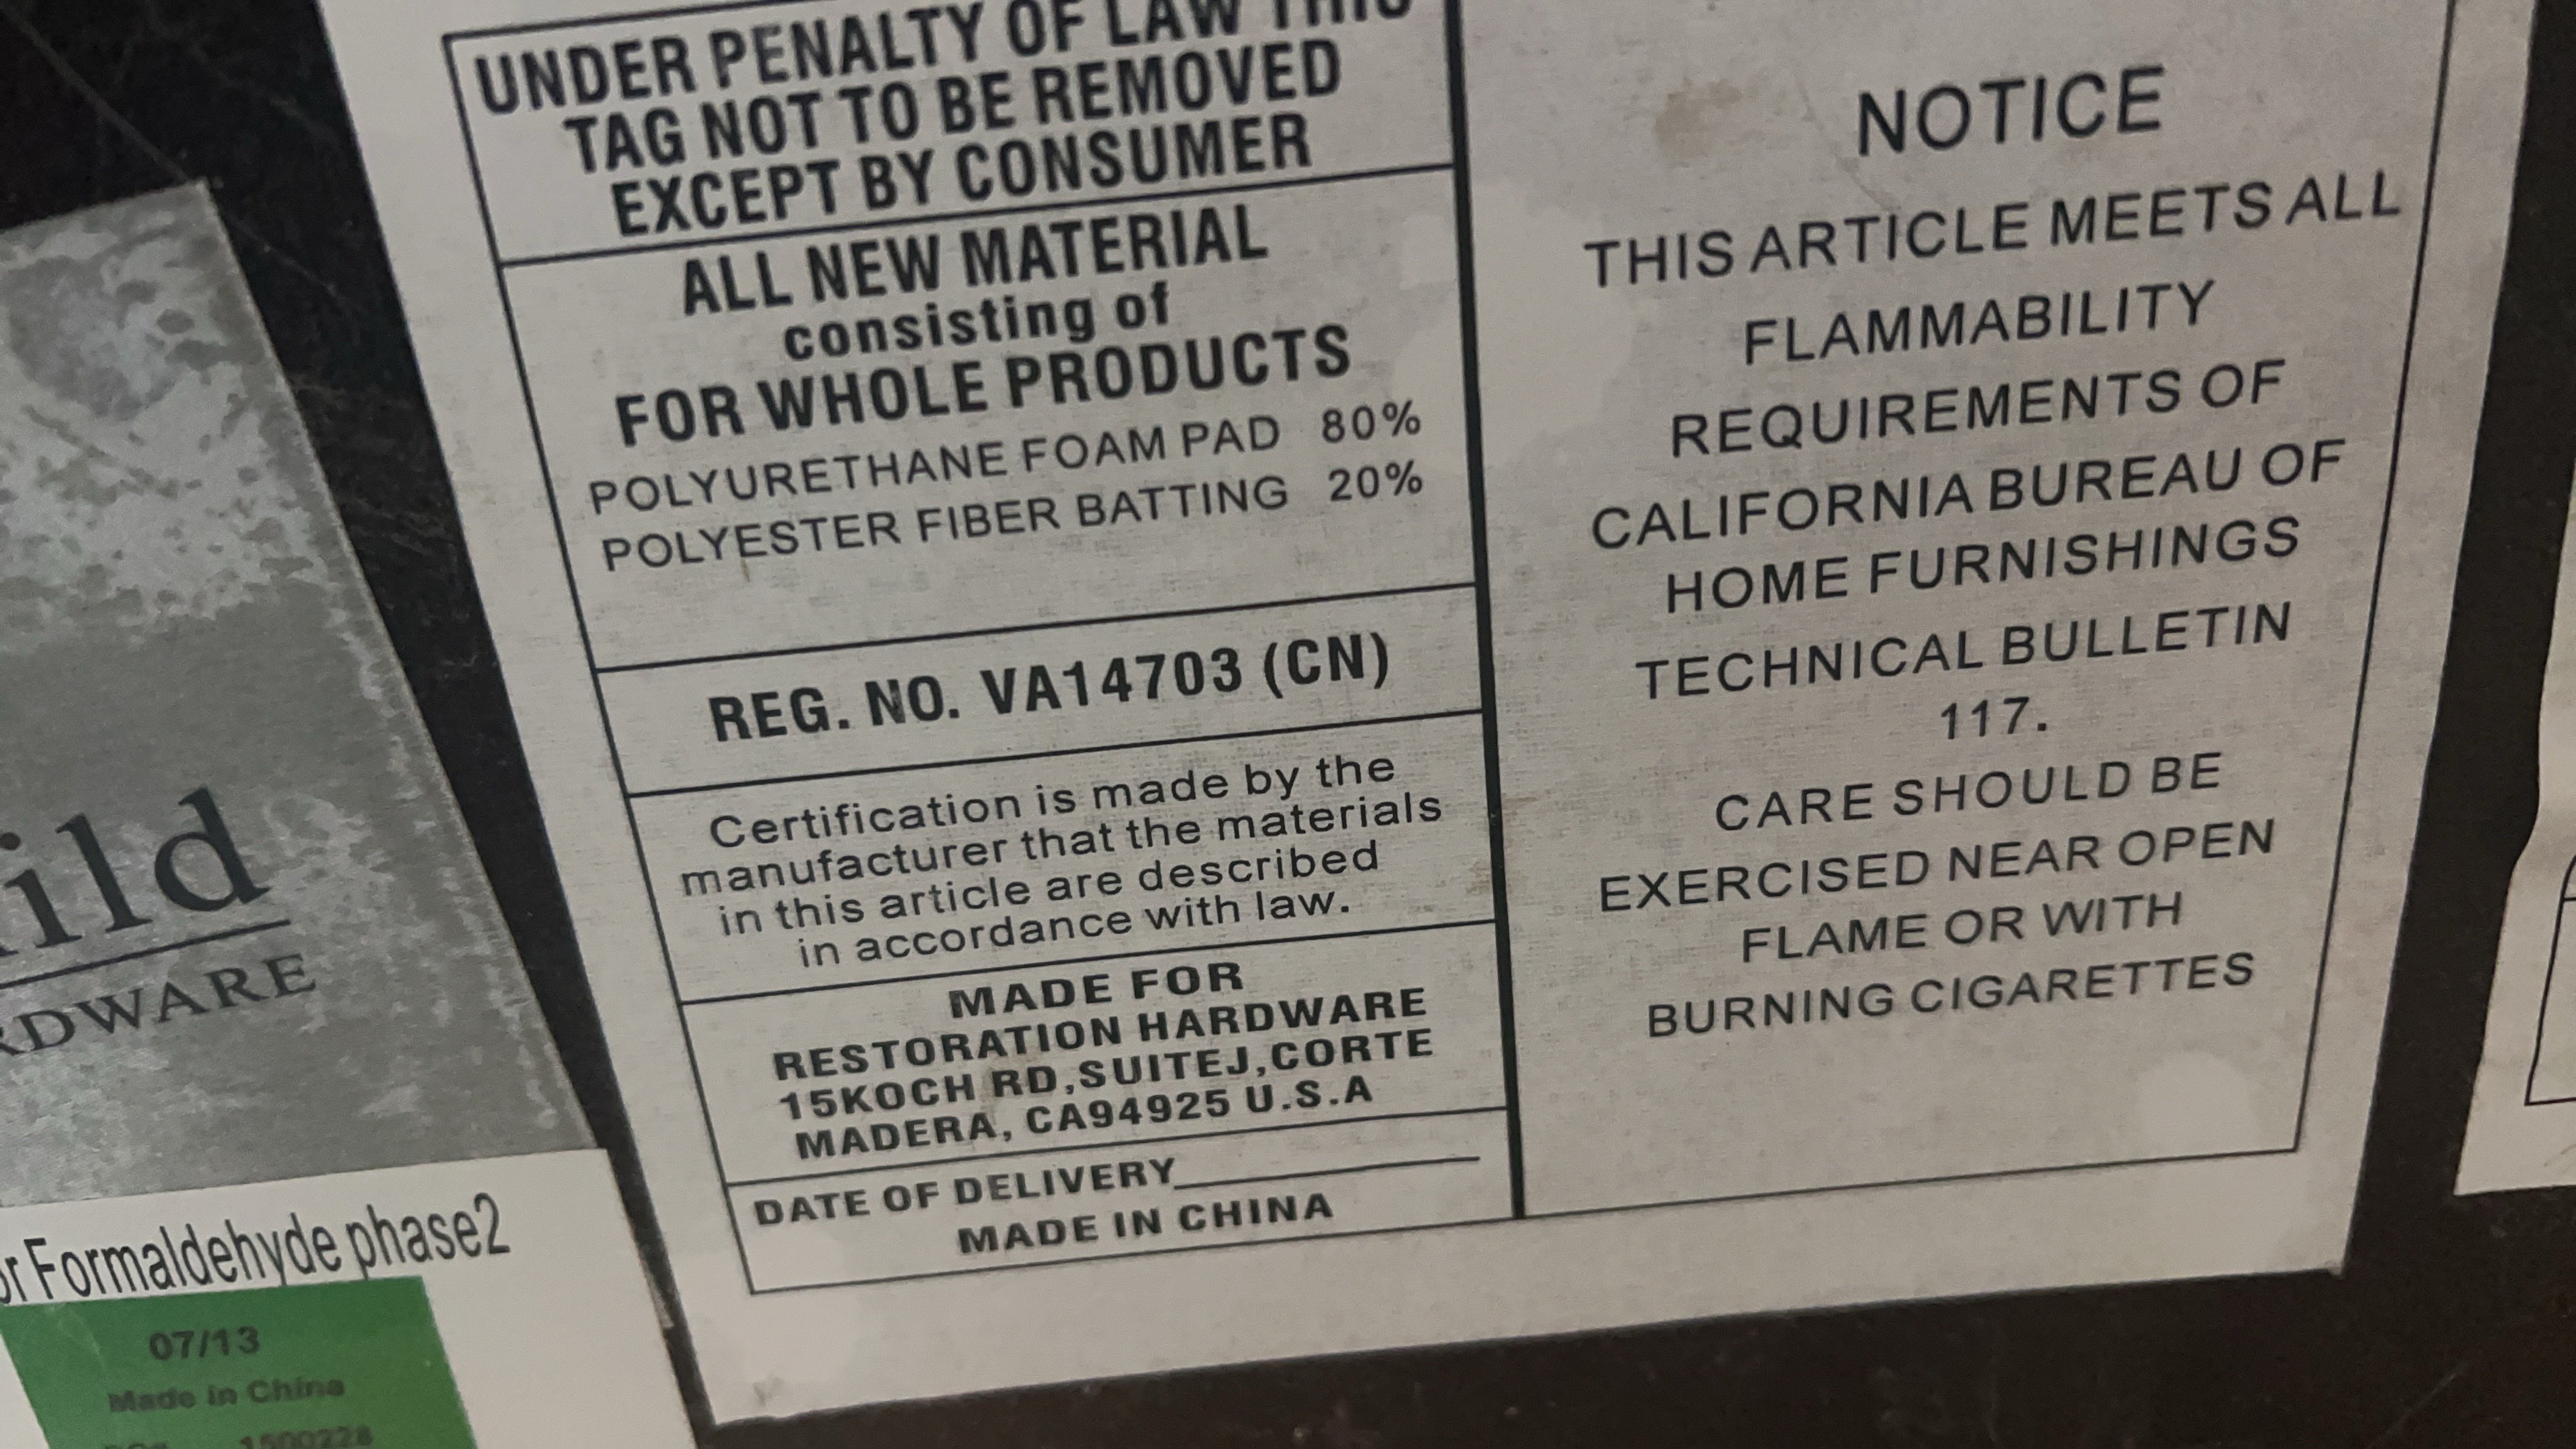 UNDER PENALTY OF LAW THIS
TAG NOT TO BE REMOVED
EXCEPT BY CONSUMER
ALL NEW MATERIAL
consisting of
FOR WHOLE PRODUCTS
POLYURETHANE FOAM PAD 80%
POLYESTER FIBER BATTING 20%
REG. NO. VA14703 (CN)
Certification is made by the
manufacturer that the materials
in this article are described
in accordance with law.
MADE FOR
RESTORATION HARDWARE
15KOCH RD,SUITEJ,CORTE
MADERA, CA94925 U.S.A
DATE OF DELIVERY
MADE IN CHINA
NOTICE
THIS ARTICLE MEETS ALL
FLAMMABILITY
REQUIREMENTS OF
CALIFORNIA BUREAU OF
HOME FURNISHINGS
TECHNICAL BULLETIN
117.
CARE SHOULD BE
EXERCISED NEAR OPEN
FLAME OR WITH
BURNING CIGARETTES
ild
RDWARE
or Formaldehyde phase2
07/13
Made in China
1500228